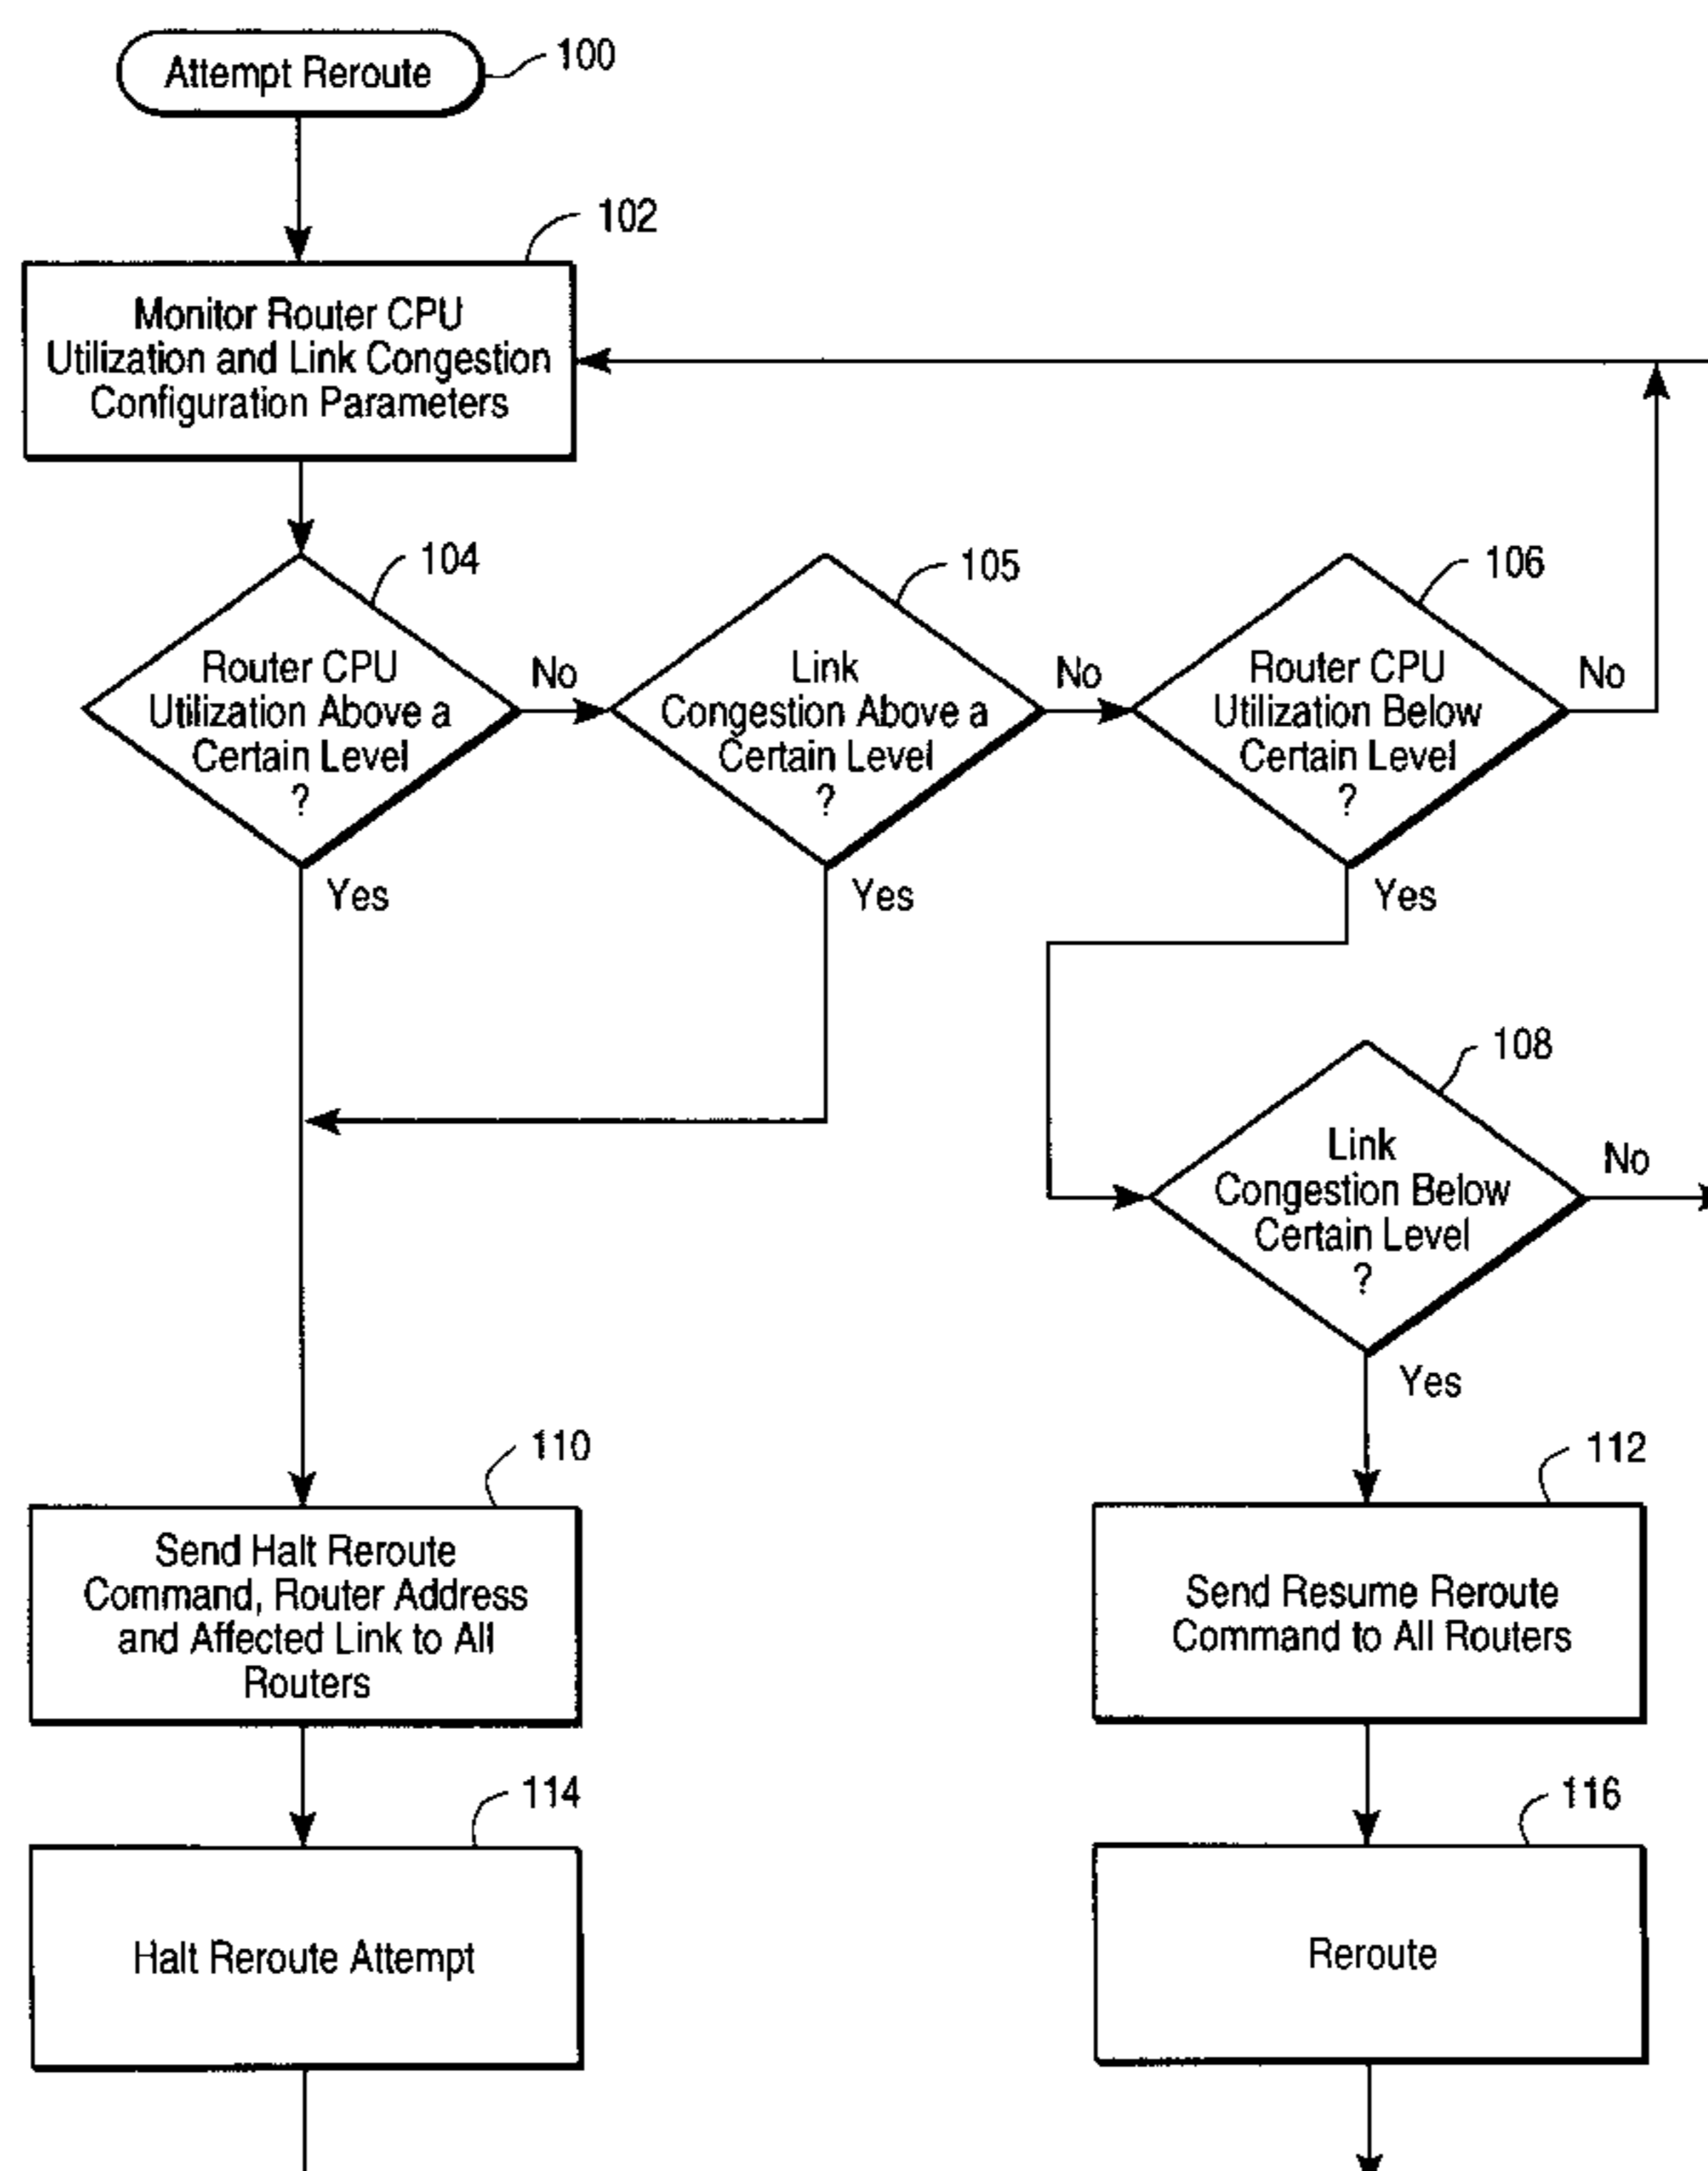 Attempt Reroute
100
102
Monitor Router CPU
Utilization and Link Congestion
Configuration Parameters
104
Router CPU
Utilization Above a
Certain Level
?
No
Yes
105
Link
Congestion Above a
Certain Level
?
No
Yes
106
Router CPU
Utilization Below
Certain Level
?
No
Yes
108
Link
Congestion Below
Certain Level
?
No
Yes
110
Send Halt Reroute
Command, Router Address
and Affected Link to All
Routers
112
Send Resume Reroute
Command to All Routers
114
Halt Reroute Attempt
116
Reroute